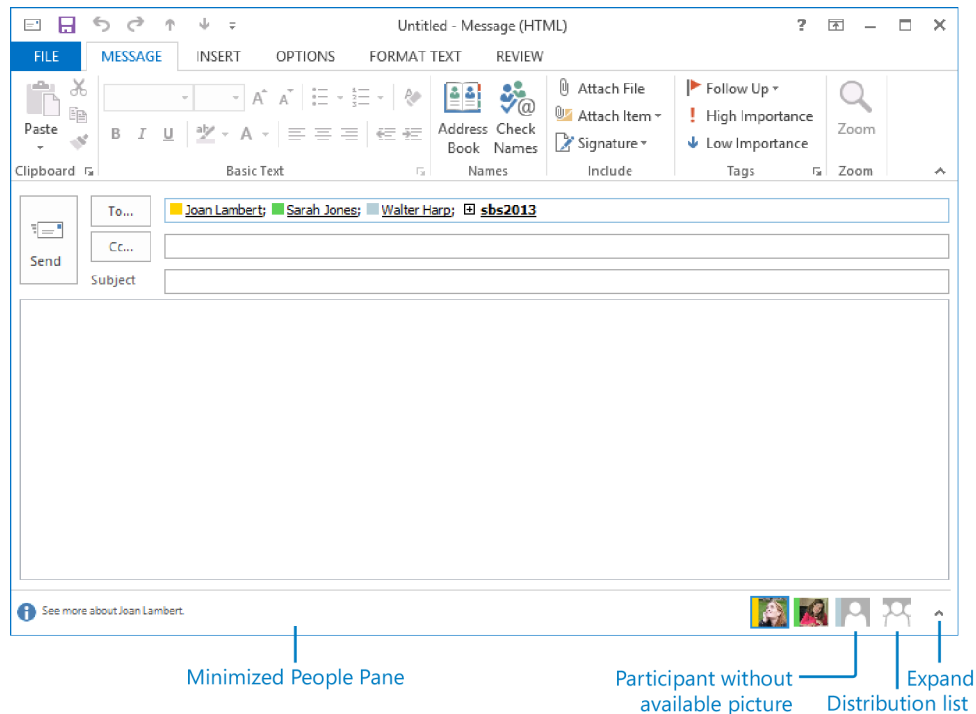 Untitled - Message (HTML)
?
FILE MESSAGE INSERT OPTIONS FORMAT TEXT REVIEW
Paste
Clipboard
A A
B I U ab A
Basic Text
Address Book
Check Names
Names
Attach File
Attach Item
Signature
Include
Follow Up
! High Importance
Low Importance
Tags
Zoom
Zoom
Send
To...
Joan Lambert; Sarah Jones; Walter Harp; sbs2013
Cc...
Subject
See more about Joan Lambert.
Minimized People Pane
Participant without
available picture
Distribution list
Expand